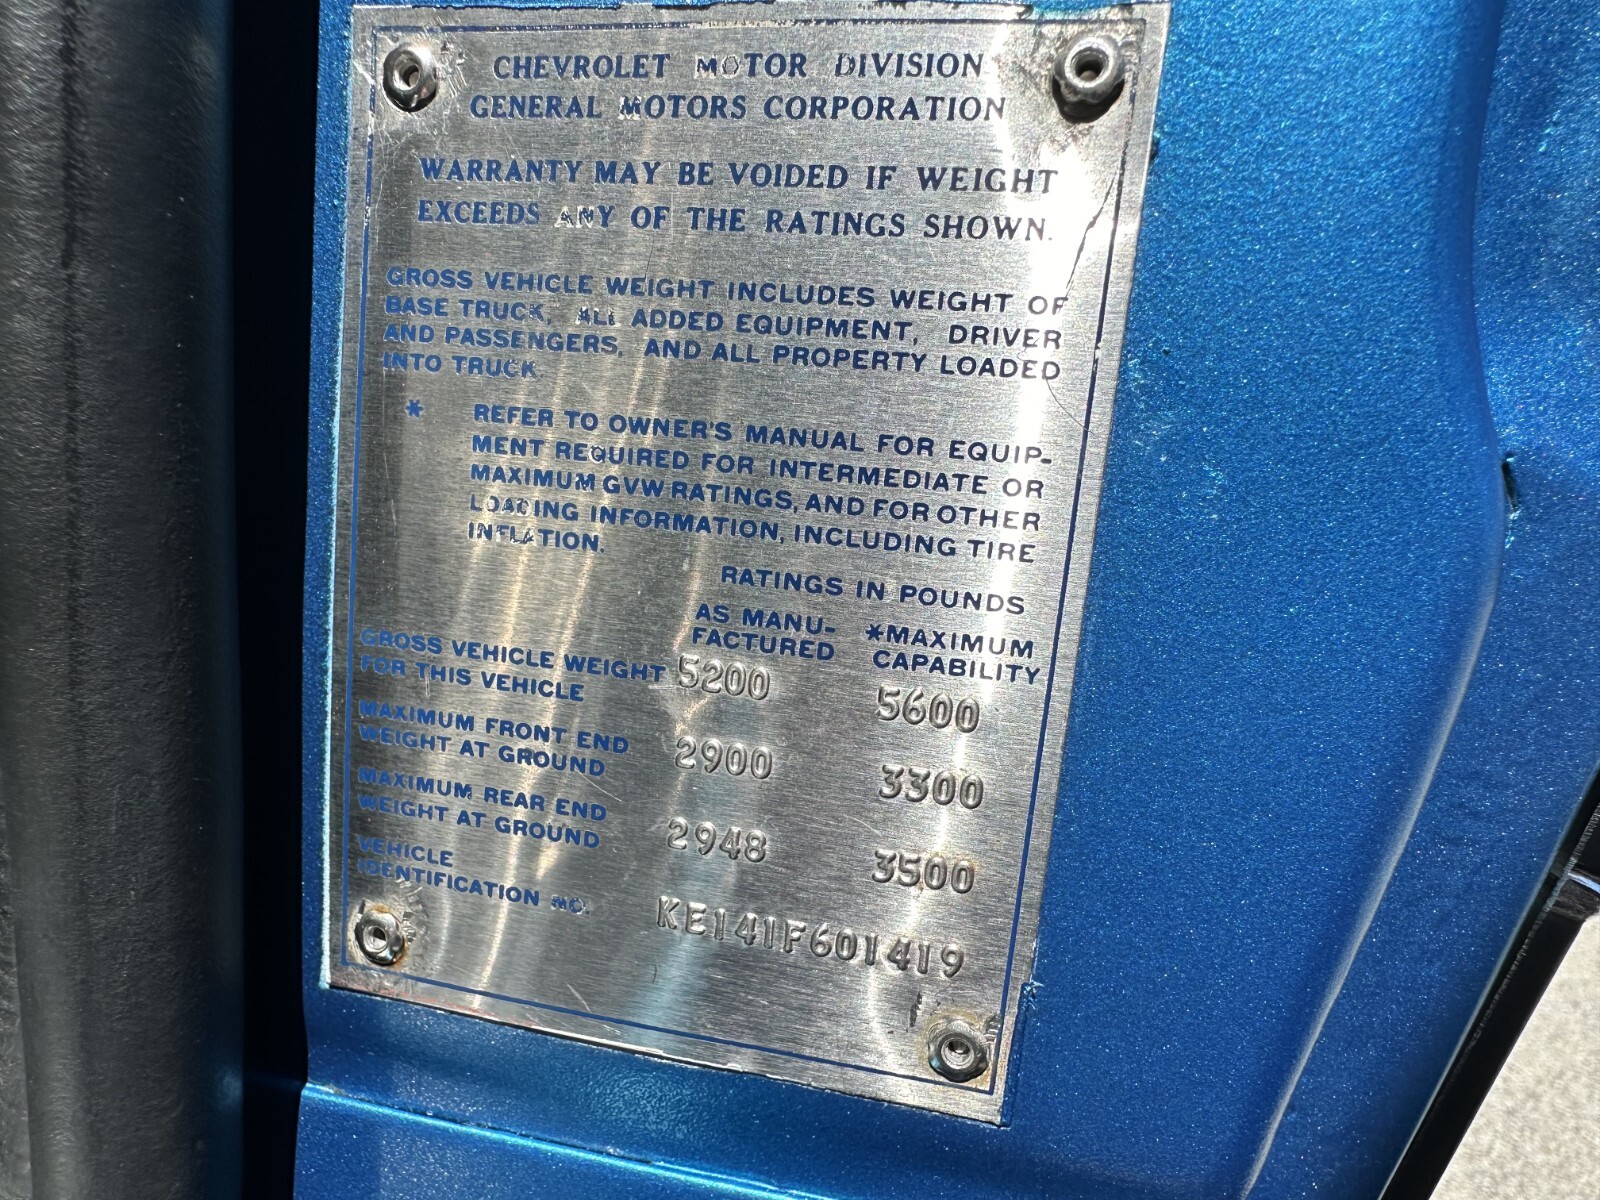 CHEVROLET MOTOR DIVISION
GENERAL MOTORS CORPORATION
WARRANTY MAY BE VOIDED IF WEIGHT
EXCEEDS ANY OF THE RATINGS SHOWN.
GROSS VEHICLE WEIGHT INCLUDES WEIGHT OF
BASE TRUCK, ALL ADDED EQUIPMENT, DRIVER
AND PASSENGERS, AND ALL PROPERTY LOADED
INTO TRUCK.
* REFER TO OWNER'S MANUAL FOR EQUIP-
MENT REQUIRED FOR INTERMEDIATE OR
MAXIMUM GVW RATINGS, AND FOR OTHER
LOADING INFORMATION, INCLUDING TIRE
INFLATION.
RATINGS IN POUNDS
AS MANU-
FACTURED
*MAXIMUM
CAPABILITY
GROSS VEHICLE WEIGHT
FOR THIS VEHICLE
5200 5600
MAXIMUM FRONT END
WEIGHT AT GROUND
2900 3300
MAXIMUM REAR END
WEIGHT AT GROUND
2948 3500
VEHICLE
IDENTIFICATION NO.
KE141F601419